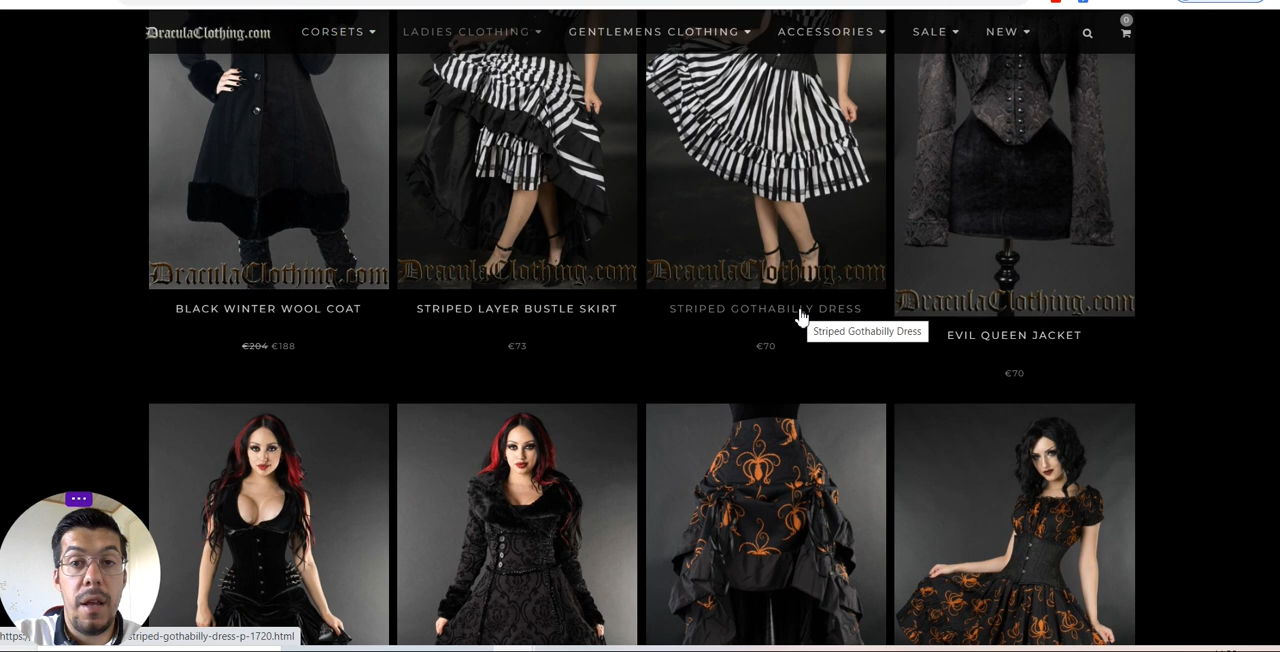 DraculaClothing.com
CORSETS
LADIES CLOTHING
GENTLEMENS CLOTHING
ACCESSORIES
SALE
NEW
0
DraculaClothing.com
DraculaClothing.com
DraculaClothing.com
DraculaClothing.com
BLACK WINTER WOOL COAT
STRIPED LAYER BUSTLE SKIRT
STRIPED GOTHABILLY DRESS
Striped Gothabilly Dress
EVIL QUEEN JACKET
€204 €188
€73
€70
€70
https:/
striped-gothabilly-dress-p-1720.html